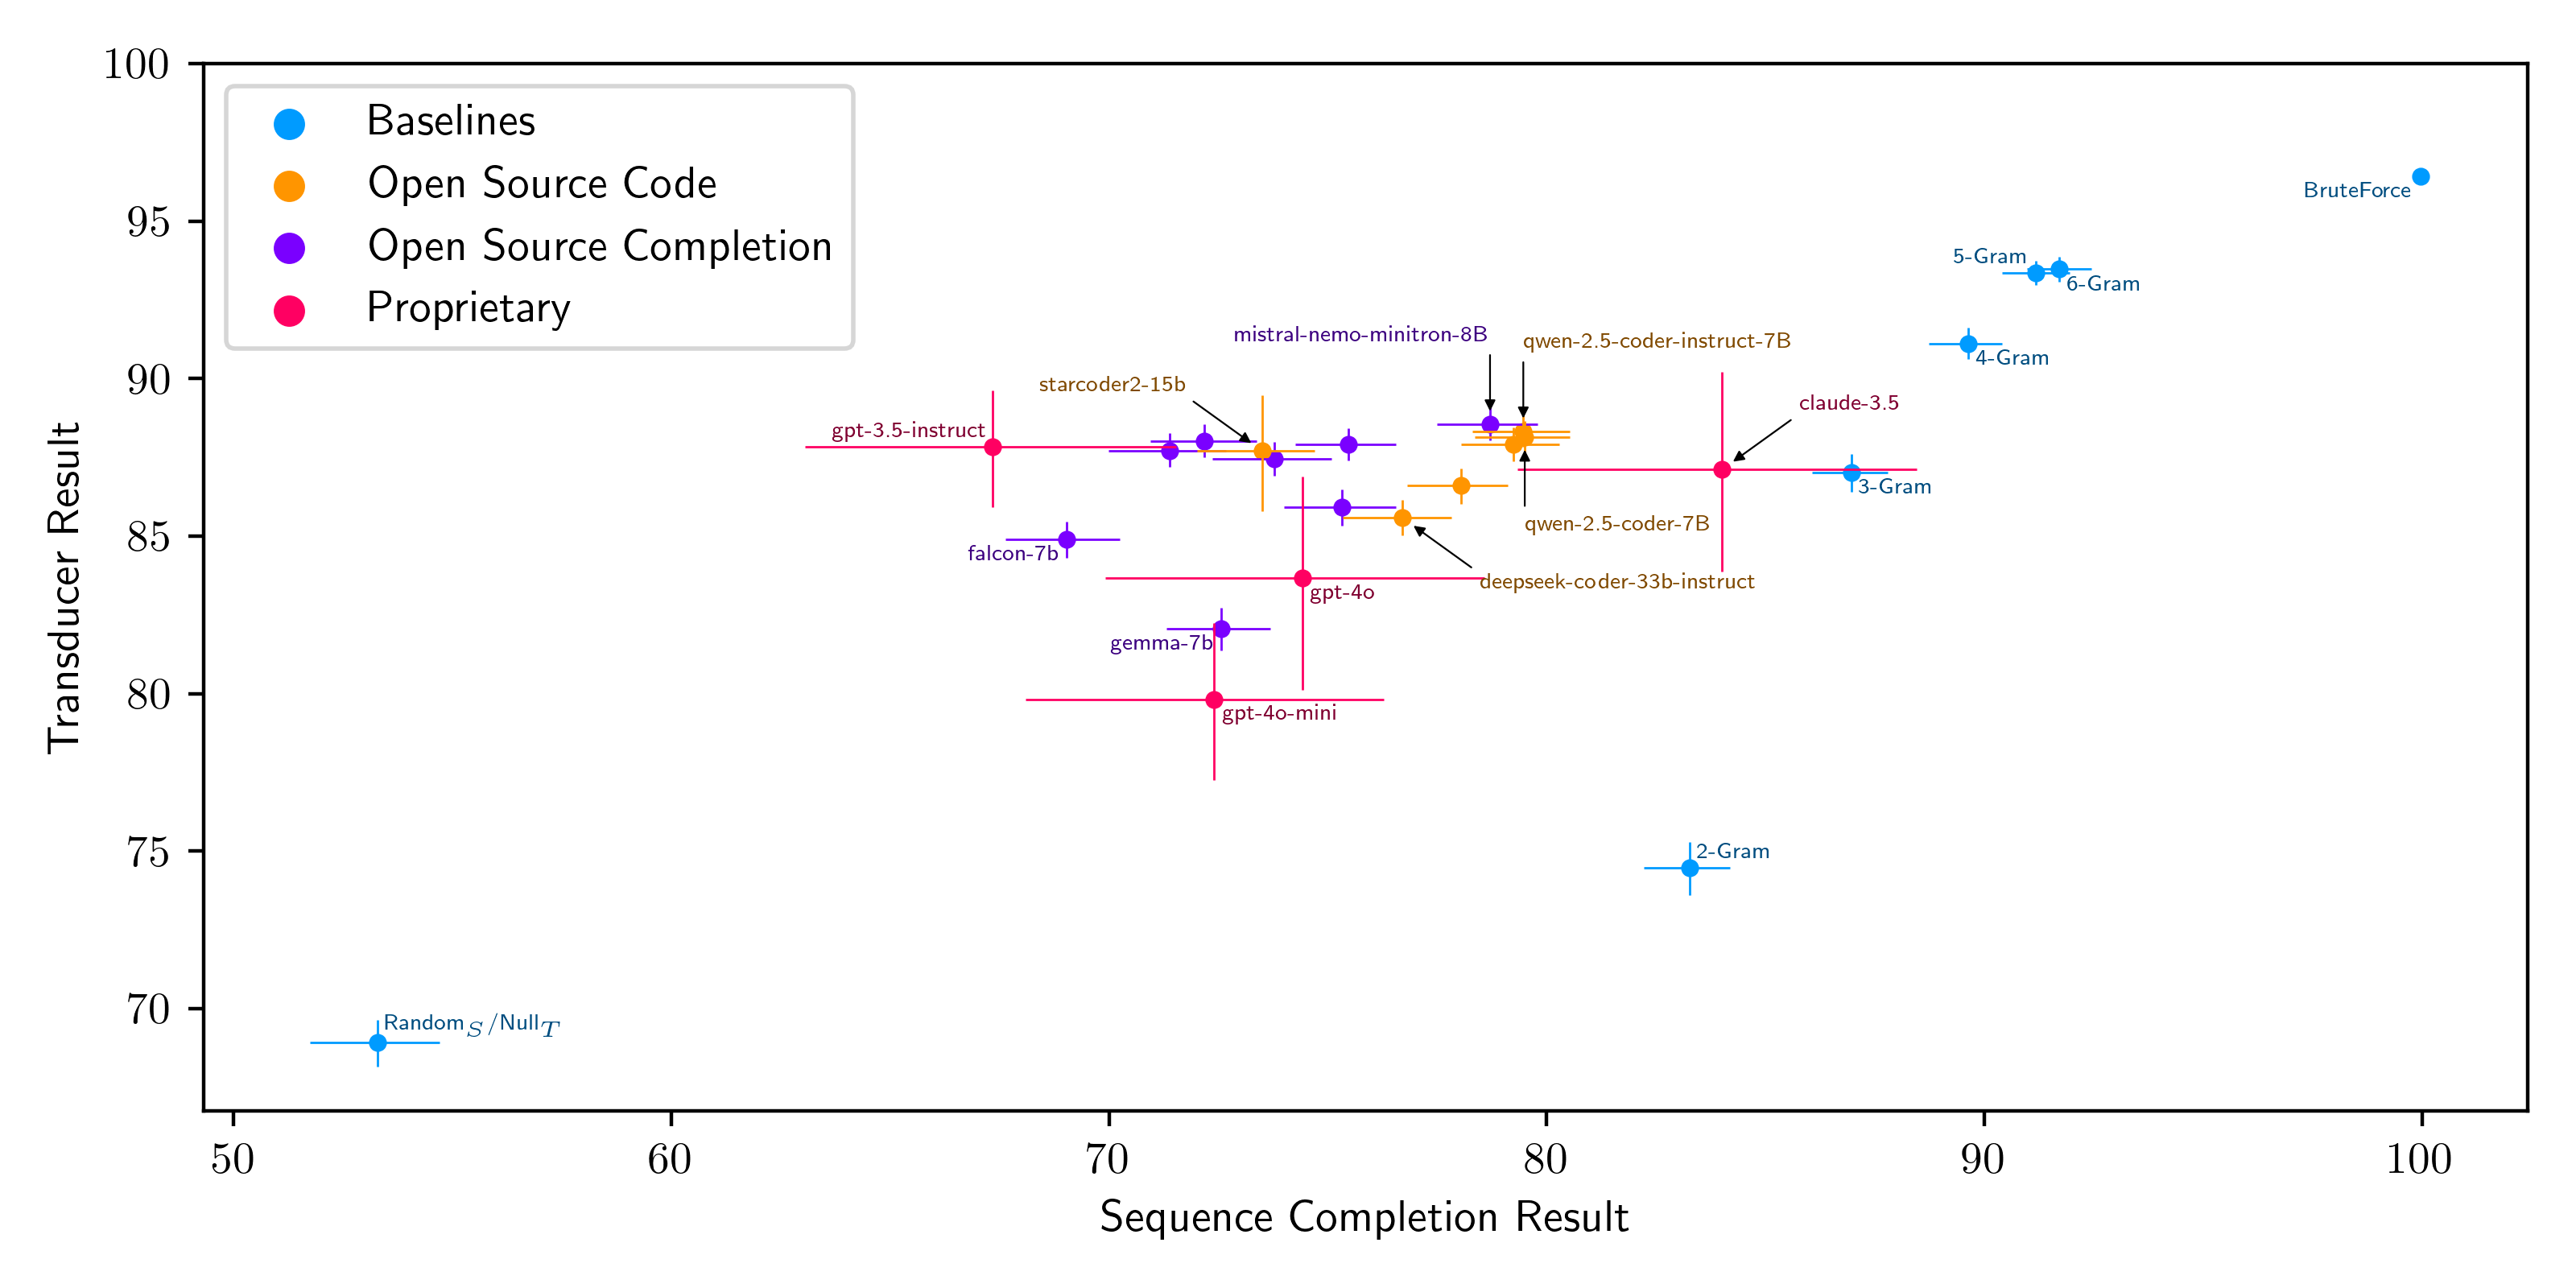 100
95
90
85
80
75
70
Transducer Result
Baselines
Open Source Code
Open Source Completion
Proprietary
BruteForce
5-Gram
6-Gram
4-Gram
mistral-nemo-minitron-8B
qwen-2.5-coder-instruct-7B
starcoder2-15b
claude-3.5
gpt-3.5-instruct
3-Gram
qwen-2.5-coder-7B
falcon-7b
deepseek-coder-33b-instruct
gpt-4o
gemma-7b
gpt-4o-mini
2-Gram
Random_S/Null_T
50
60
70
80
90
100
Sequence Completion Result